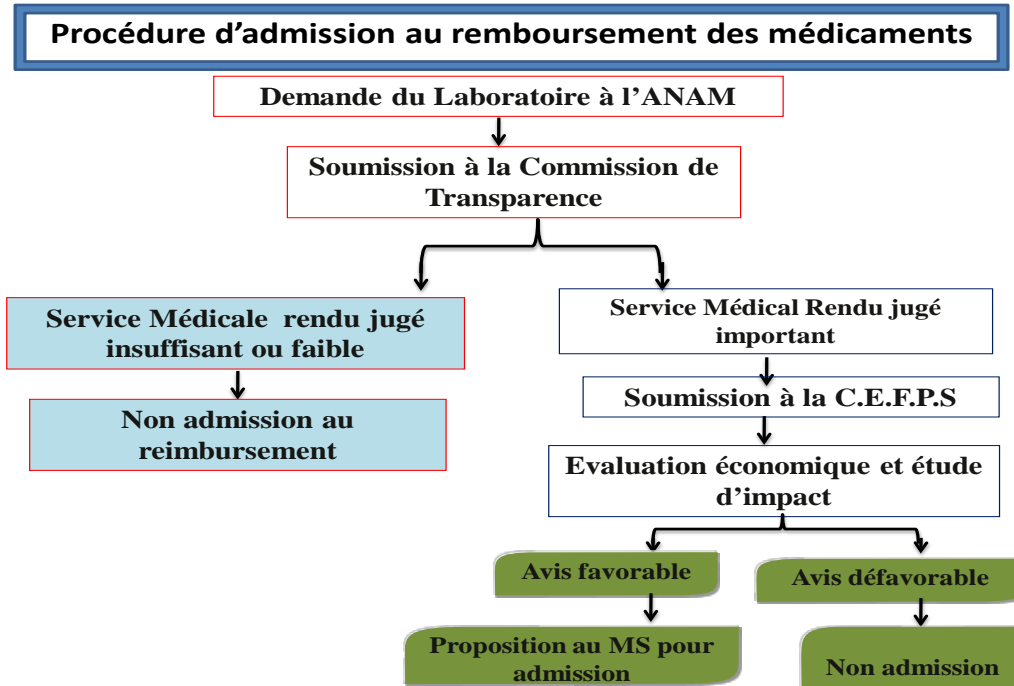 Procédure d'admission au remboursement des médicaments
Demande du Laboratoire à l'ANAM
Soumission à la Commission de
Transparence
Service Médicale rendu jugé
insuffisant ou faible
Service Médical Rendu jugé
important
Non admission au
reimbursement
Soumission à la C.E.F.P.S
Evaluation économique et étude
d'impact
Avis favorable
Avis défavorable
Proposition au MS pour
admission
Non admission